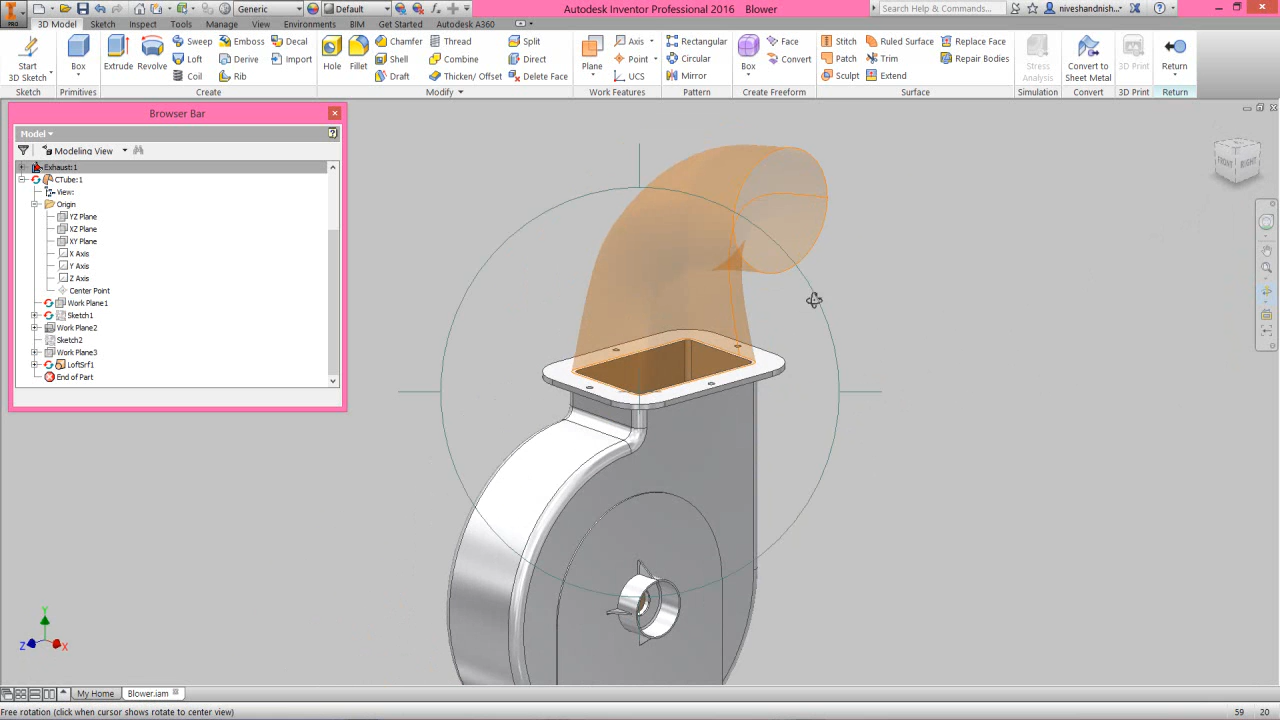 PRO
Generic
Default
Autodesk Inventor Professional 2016 Blower
Search Help & Commands...
niveshandnish...
3D Model Sketch Inspect Tools Manage View Environments BIM Get Started Autodesk A360
Start
3D Sketch
Box
Extrude
Revolve
Sweep
Loft
Coil
Emboss
Derive
Rib
Decal
Import
Hole
Fillet
Chamfer
Shell
Draft
Thread
Combine
Thicken/ Offset
Split
Direct
Delete Face
Plane
Axis
Point
UCS
Rectangular
Circular
Mirror
Box
Face
Convert
Stitch
Patch
Sculpt
Ruled Surface
Trim
Extend
Replace Face
Repair Bodies
Stress
Analysis
Convert to
Sheet Metal
3D Print
Return
Sketch Primitives Create Modify Work Features Pattern Create Freeform Surface Simulation Convert 3D Print Return
Browser Bar
Model
Modeling View
Exhaust:1
CTube:1
View:
Origin
YZ Plane
XZ Plane
XY Plane
X Axis
Y Axis
Z Axis
Center Point
Work Plane1
Sketch1
Work Plane2
Sketch2
Work Plane3
LoftSrf1
End of Part
FRONT RIGHT
Y
Z X
My Home Blower.iam
Free rotation (click when cursor shows rotate to center view) 59 20